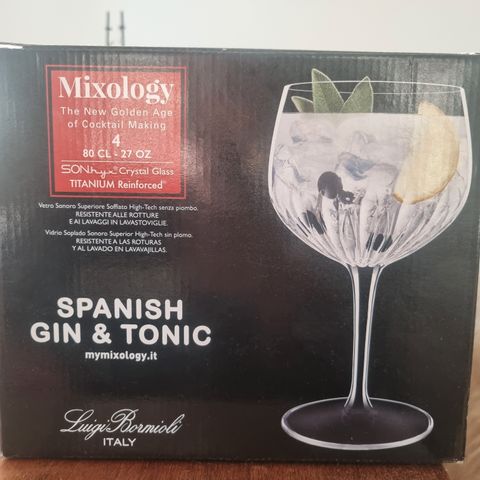 Mixology
The New Golden Age
of Cocktail Making
4
80 CL - 27 OZ
SON.hyx® Crystal Glass
TITANIUM Reinforced™
Vetro Sonoro Superiore Soffiato High-Tech senza piombo.
RESISTENTE ALLE ROTTURE
E AI LAVAGGI IN LAVASTOVIGLIE.
Vidrio Soplado Sonoro Superior High-Tech sin plomo.
RESISTENTE A LAS ROTURAS
Y AL LAVADO EN LAVAVAJILLAS.
SPANISH
GIN & TONIC
mymixology.it
Luigi Bormioli
ITALY